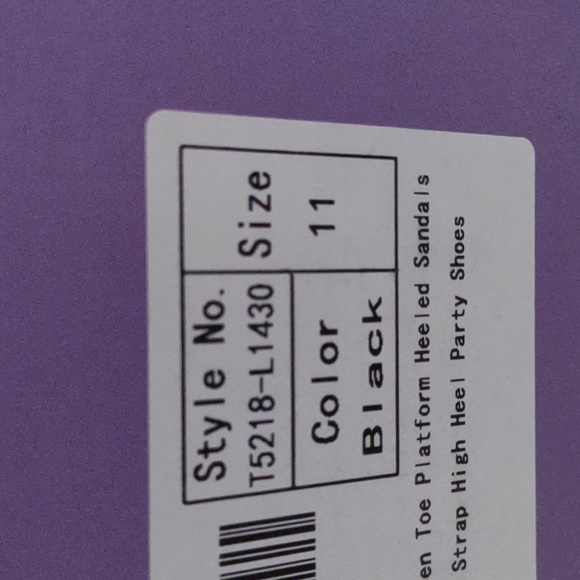 Style No.
T5218-L1430
Size
11
Color
Black
en Toe Platform Heeled Sandals
Strap High Heel Party Shoes